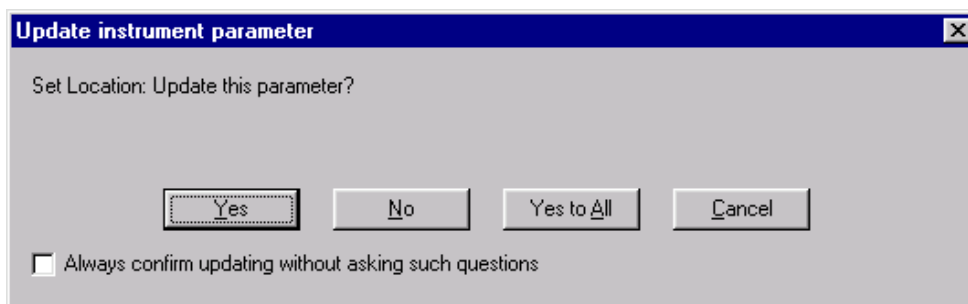 Update instrument parameter
Set Location: Update this parameter?
Yes No Yes to All Cancel
Always confirm updating without asking such questions